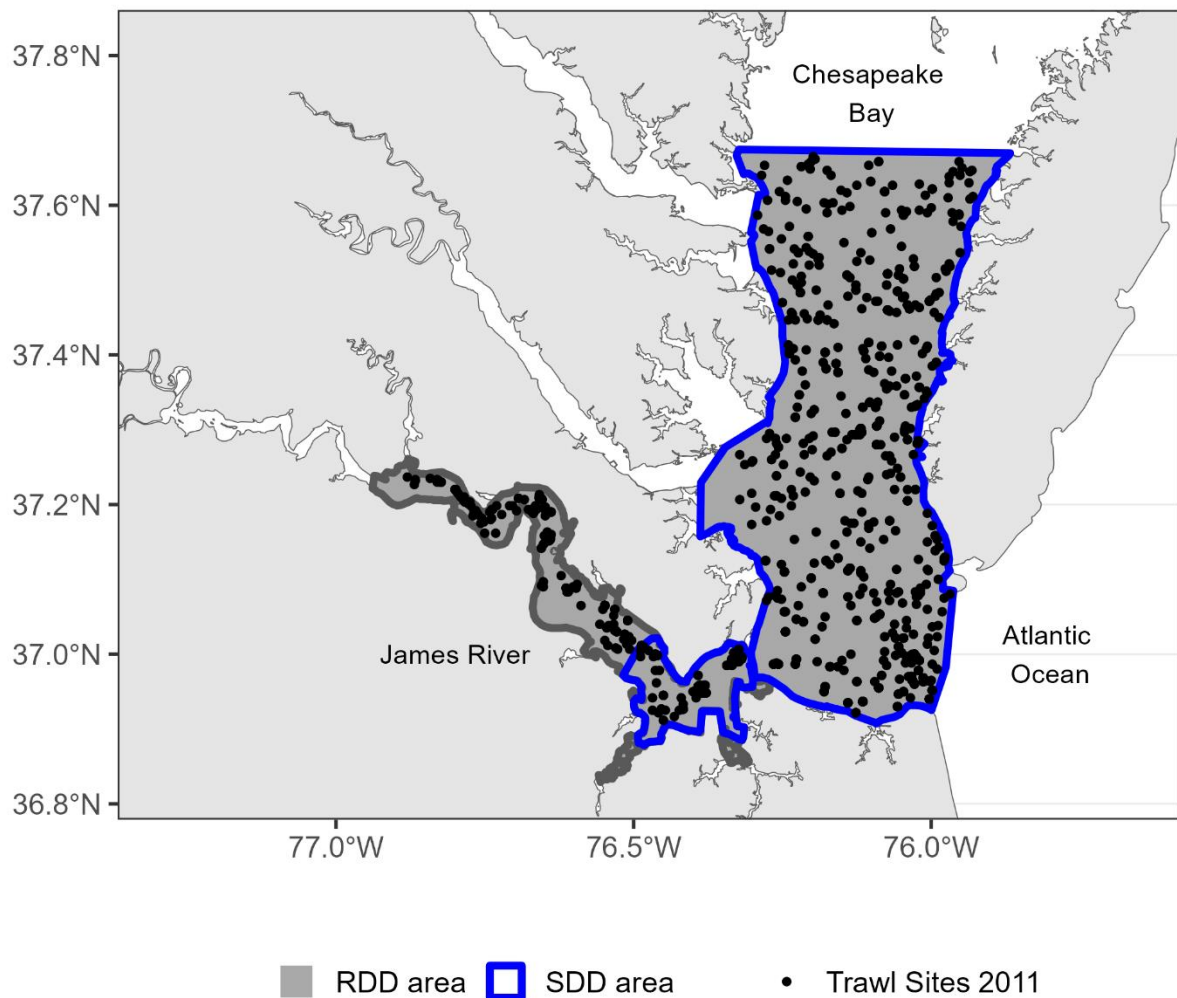 37.8°N
37.6°N
37.4°N
37.2°N
37.0°N
36.8°N
Chesapeake
Bay
James River
Atlantic
Ocean
77.0°W 76.5°W 76.0°W
RDD area SDD area Trawl Sites 2011